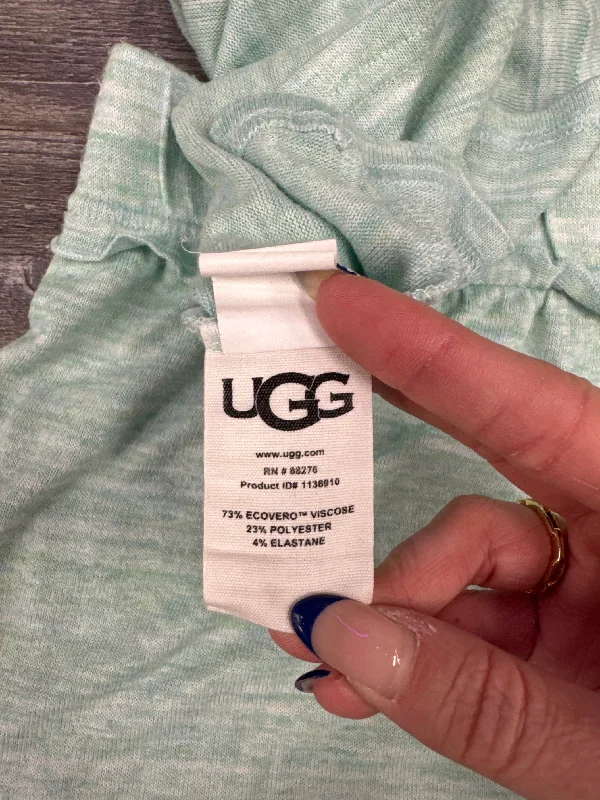 UGG
www.ugg.com
RN # 88276
Product ID# 1136910
73% ECOVERO™ VISCOSE
23% POLYESTER
4% ELASTANE